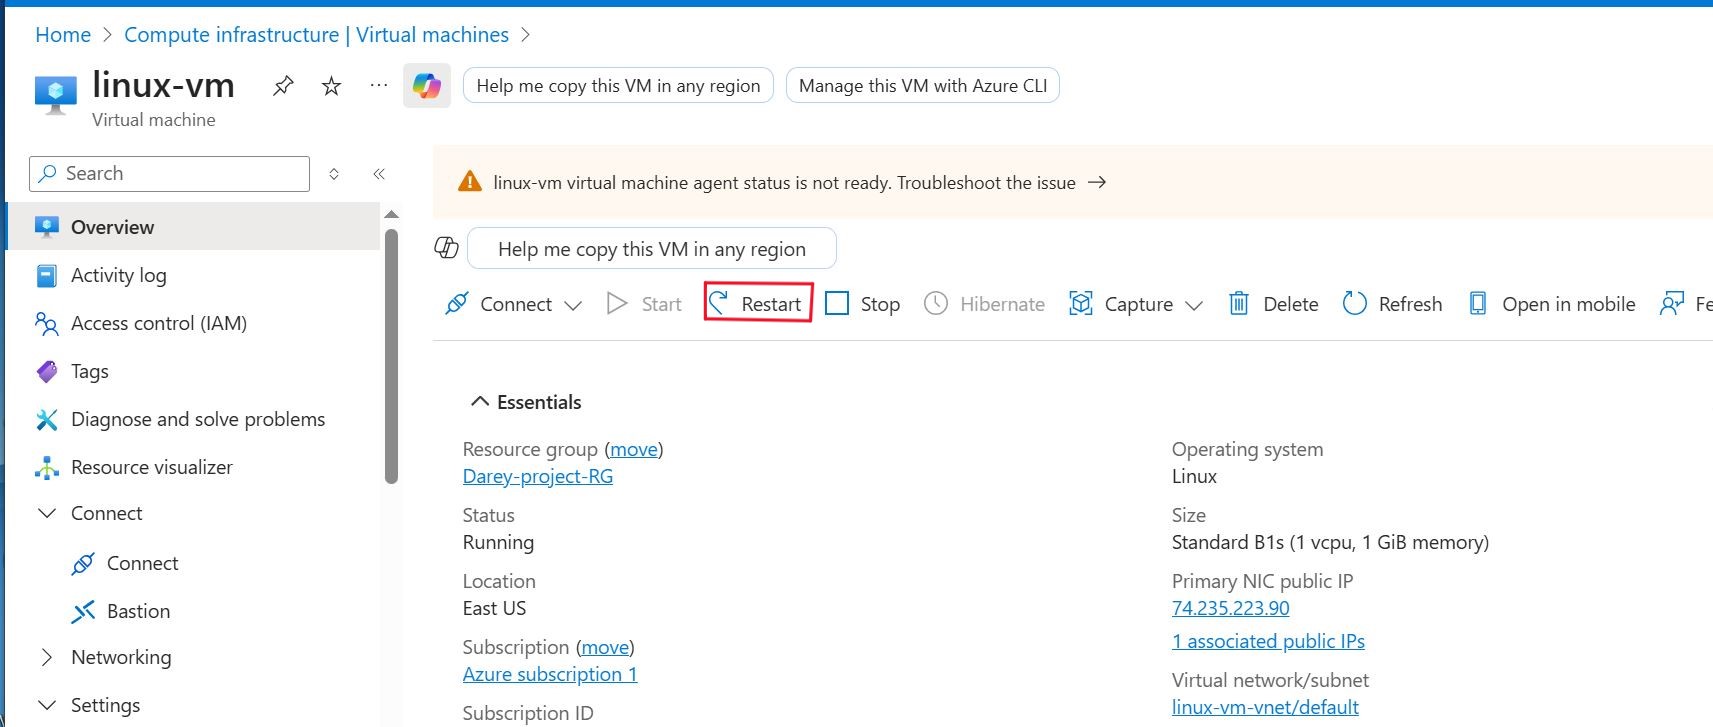 Home > Compute infrastructure | Virtual machines >
linux-vm
Help me copy this VM in any region
Manage this VM with Azure CLI
Virtual machine
Search
Overview
Activity log
Access control (IAM)
Tags
Diagnose and solve problems
Resource visualizer
Connect
Connect
Bastion
Networking
Settings
linux-vm virtual machine agent status is not ready. Troubleshoot the issue →
Help me copy this VM in any region
Connect Start Restart Stop Hibernate Capture Delete Refresh Open in mobile Fe
Essentials
Resource group (move)
Darey-project-RG
Status
Running
Location
East US
Subscription (move)
Azure subscription 1
Subscription ID
Operating system
Linux
Size
Standard B1s (1 vcpu, 1 GiB memory)
Primary NIC public IP
74.235.223.90
1 associated public IPs
Virtual network/subnet
linux-vm-vnet/default